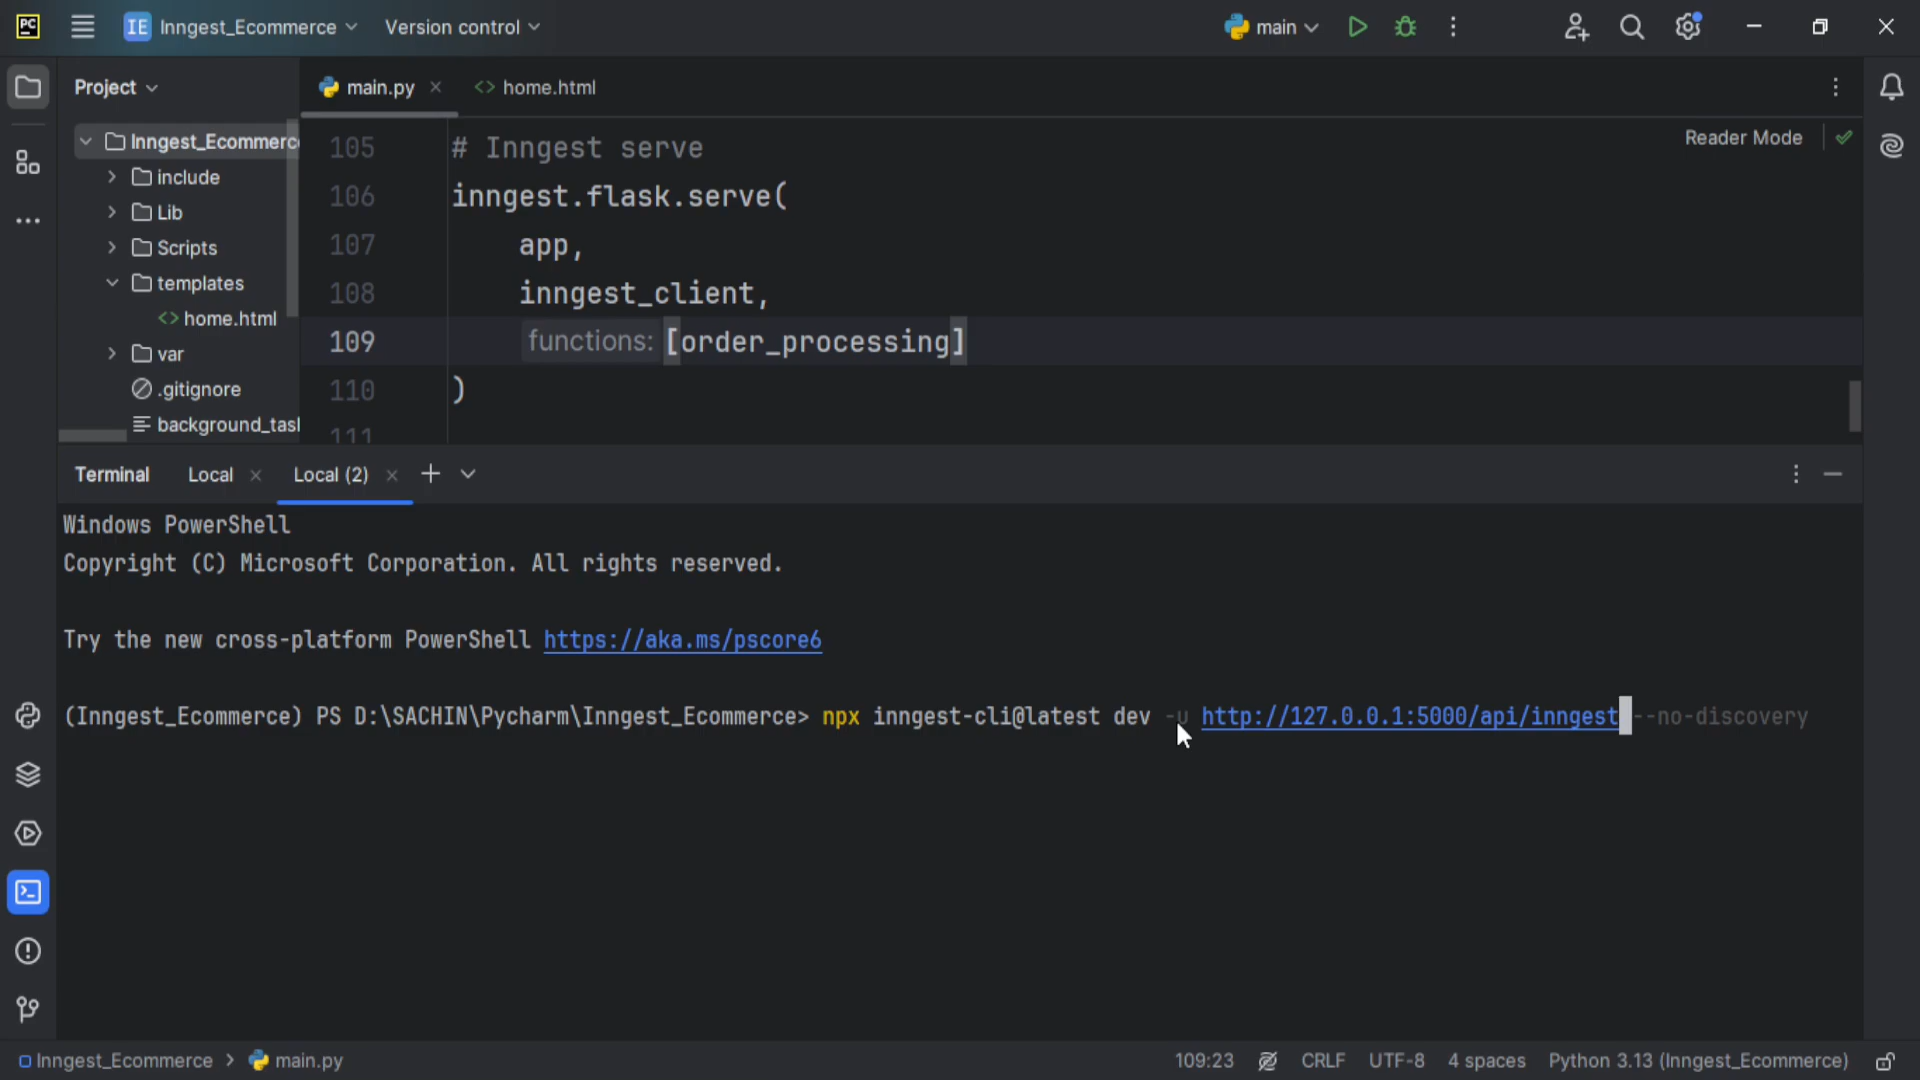 PC
IE Inngest_Ecommerce
Version control
main
Project
main.py
home.html
Inngest_Ecommerc
include
Lib
Scripts
templates
<> home.html
var
.gitignore
background_tas
105 # Inngest serve
106 inngest.flask.serve(
107 app,
108 inngest_client,
109 functions: [order_processing]
110 )
111
Reader Mode
Terminal
Local
Local (2)
Windows PowerShell
Copyright (C) Microsoft Corporation. All rights reserved.
Try the new cross-platform PowerShell https://aka.ms/pscore6
(Inngest_Ecommerce) PS D:\SACHIN\Pycharm\Inngest_Ecommerce> npx inngest-cli@latest dev -u http://127.0.0.1:5000/api/inngest --no-discovery
Inngest_Ecommerce > main.py
109:23
CRLF
UTF-8
4 spaces
Python 3.13 (Inngest_Ecommerce)